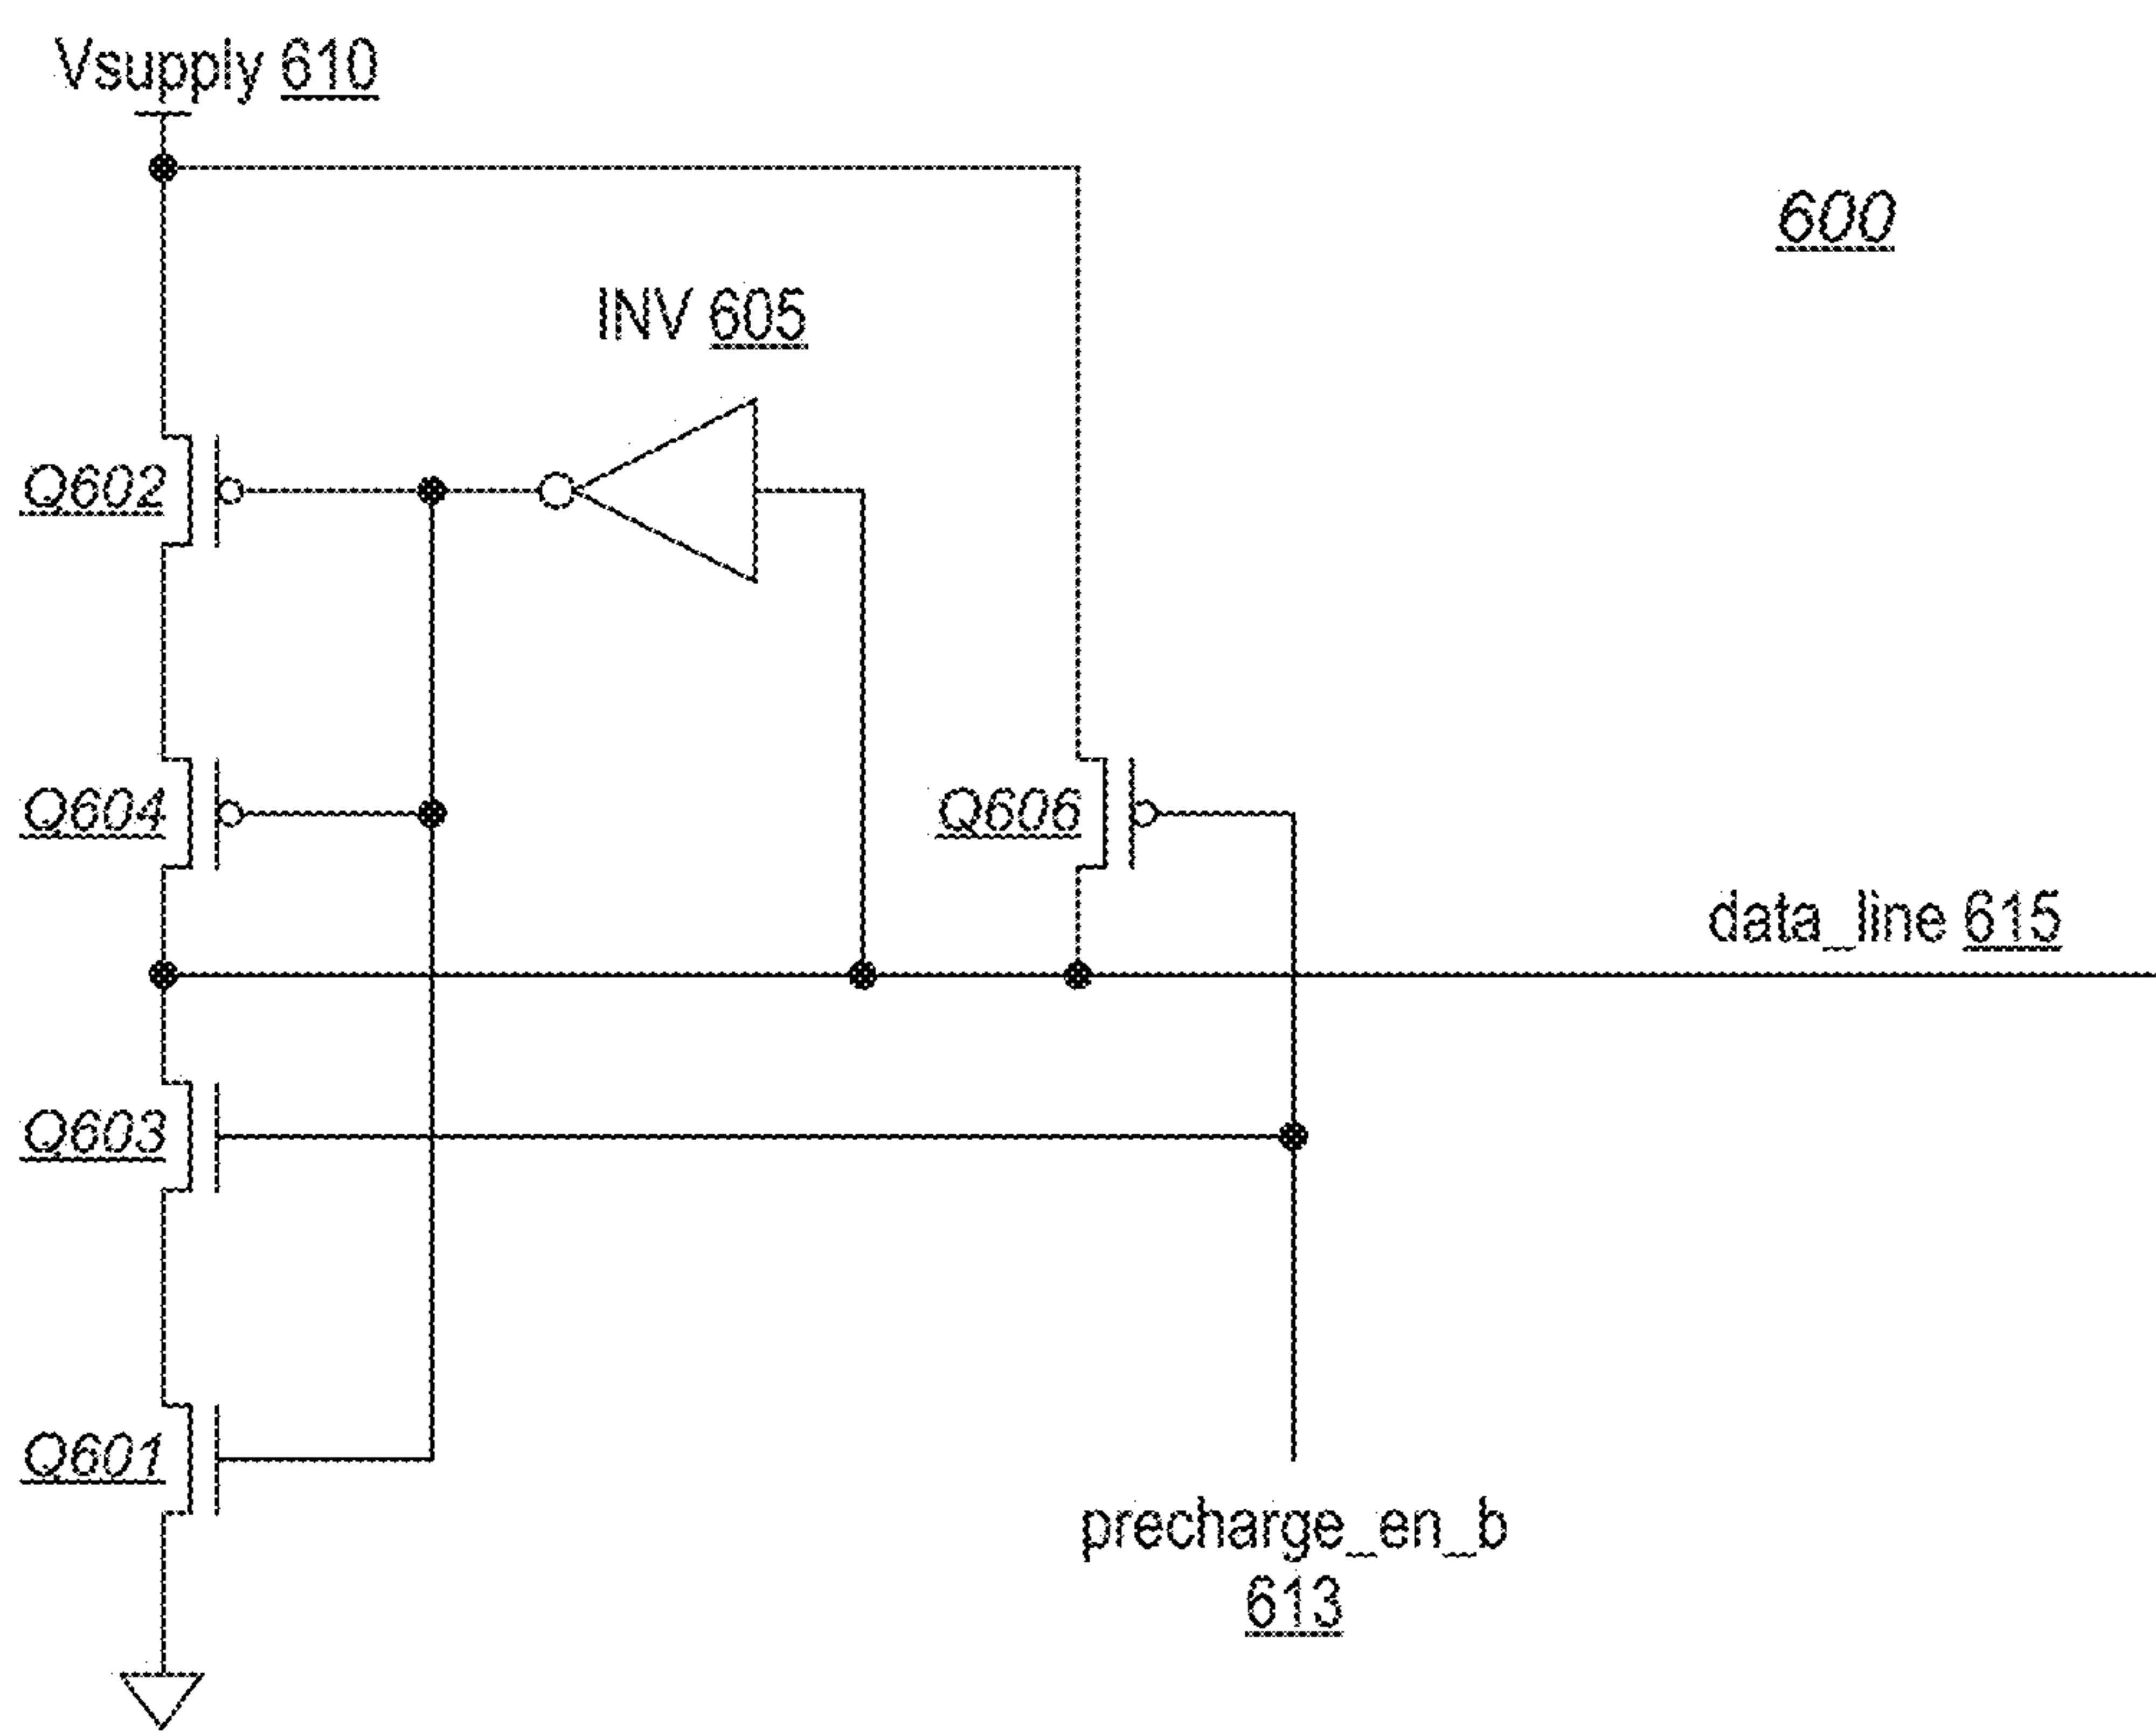 Vsupply 610
600
INV 605
Q602
Q604
Q606
data_line 615
Q603
Q601
precharge_en_b
613